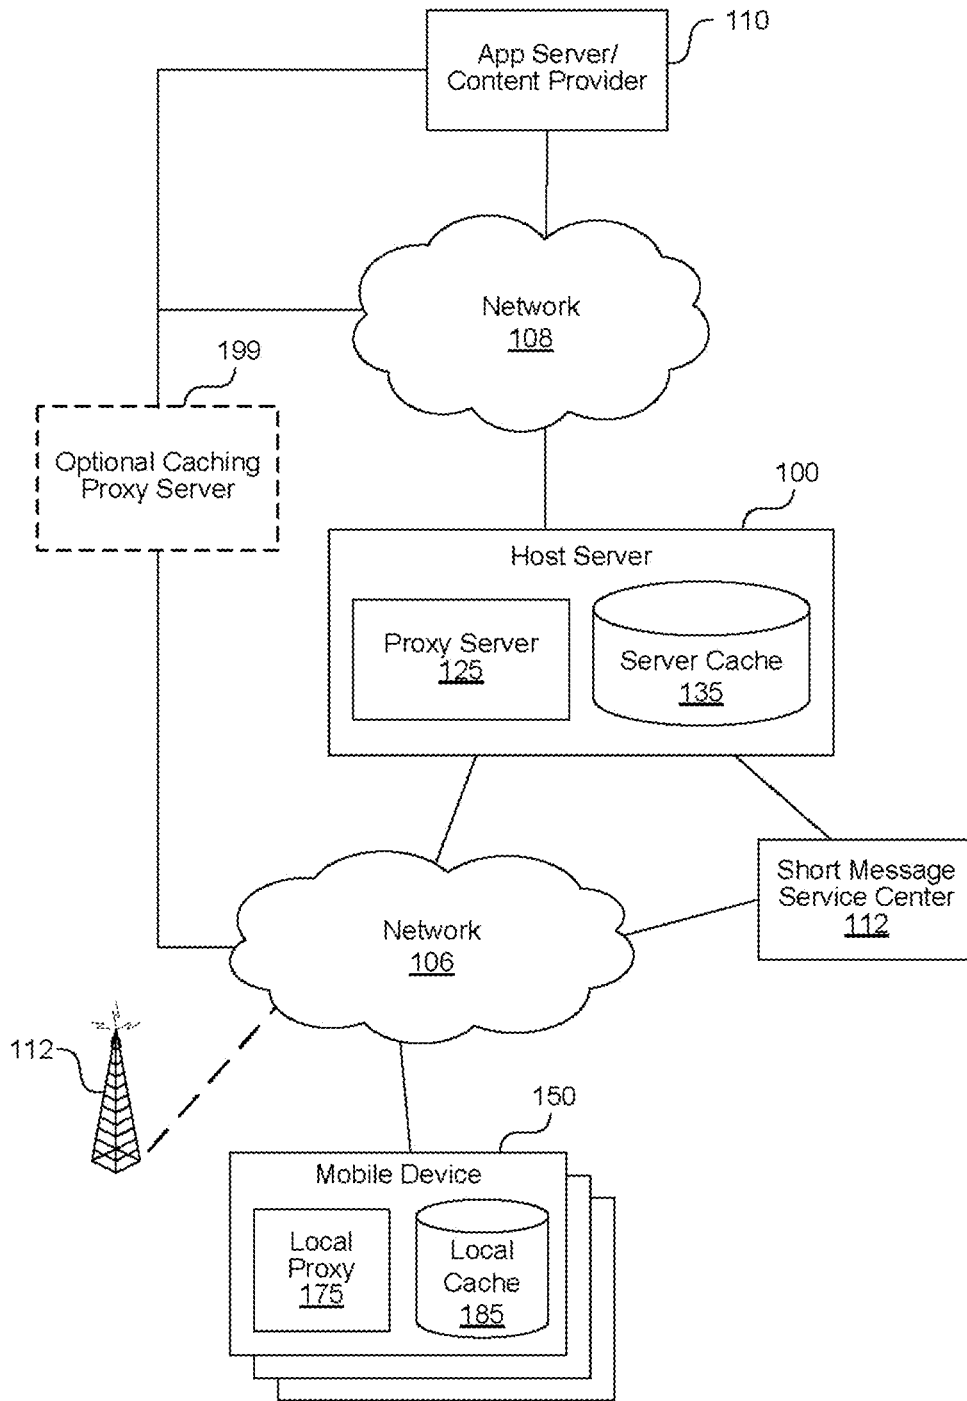 110
App Server/
Content Provider
Network
108
199
Optional Caching
Proxy Server
100
Host Server
Proxy Server
125
Server Cache
135
Short Message
Service Center
112
Network
106
112
150
Mobile Device
Local
Proxy
175
Local
Cache
185